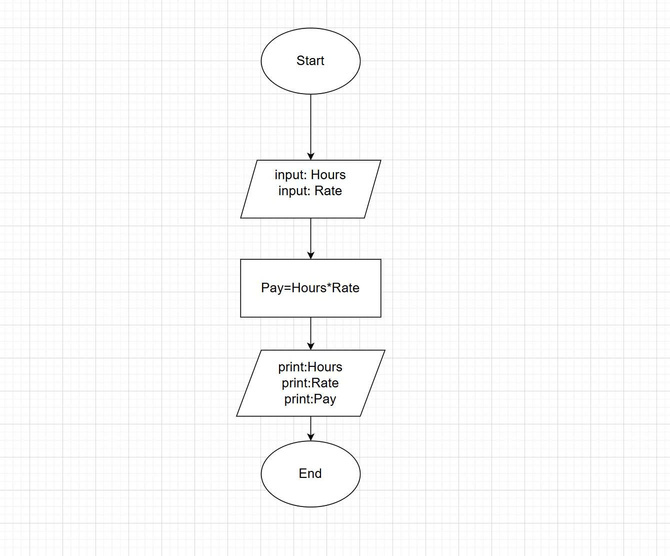 Start
input: Hours
input: Rate
Pay=Hours*Rate
print:Hours
print:Rate
print:Pay
End